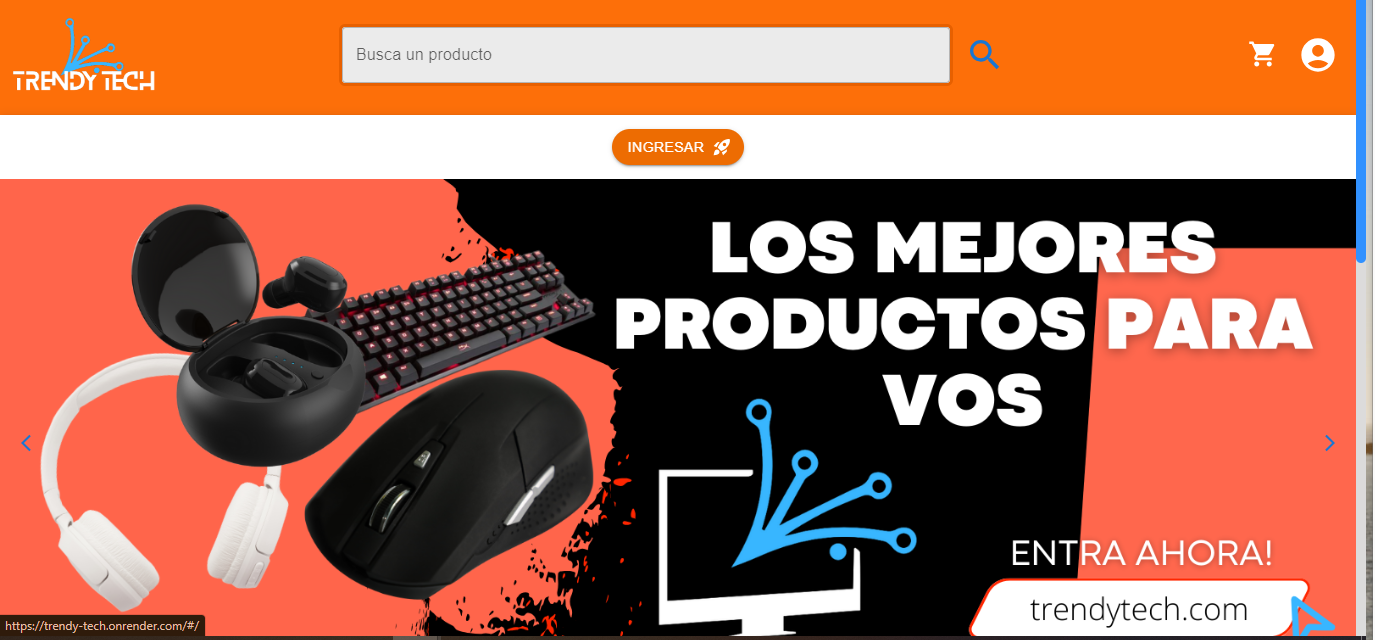 TRENDY TECH
Busca un producto
INGRESAR
LOS MEJORES
PRODUCTOS PARA
VOS
ENTRA AHORA!
trendytech.com
https://trendy-tech.onrender.com/#/